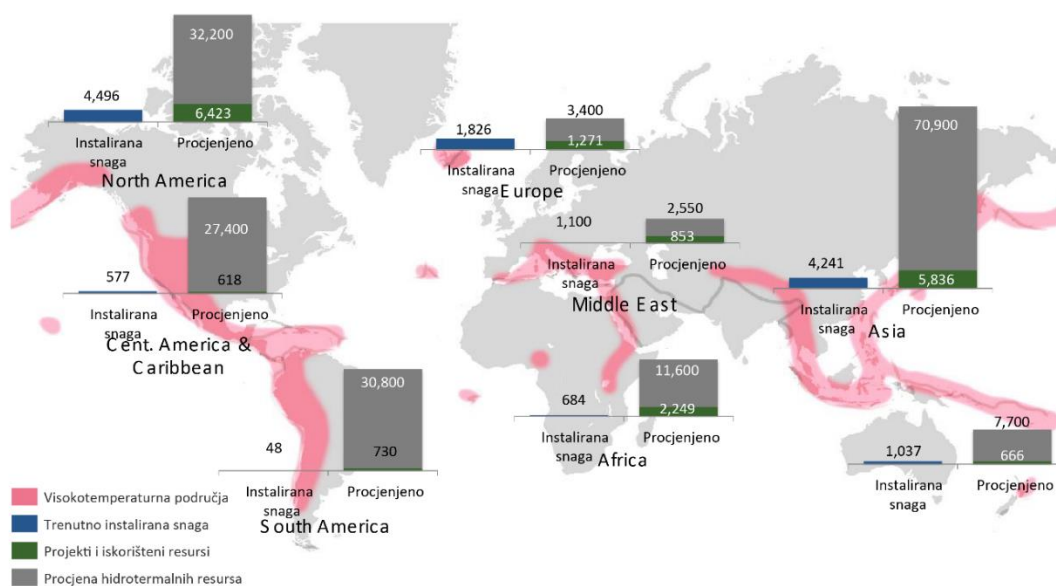 32,200
4,496
6,423
Instalirana
snaga
Procjenjeno
North America
3,400
1,826
1,271
Instalirana
snaga
Procjenjeno
Europe
70,900
4,241
5,836
Instalirana
snaga
Procjenjeno
Asia
2,550
1,100
853
Instalirana
snaga
Procjenjeno
Middle East
27,400
577
618
Instalirana
snaga
Procjenjeno
Cent. America &
Caribbean
11,600
684
2,249
Instalirana
snaga
Procjenjeno
Africa
30,800
48
730
Instalirana
snaga
Procjenjeno
South America
7,700
1,037
666
Instalirana
snaga
Procjenjeno
Visokotemperaturna područja
Trenutno instalirana snaga
Projekti i iskorišteni resursi
Procjena hidrotermalnih resursa